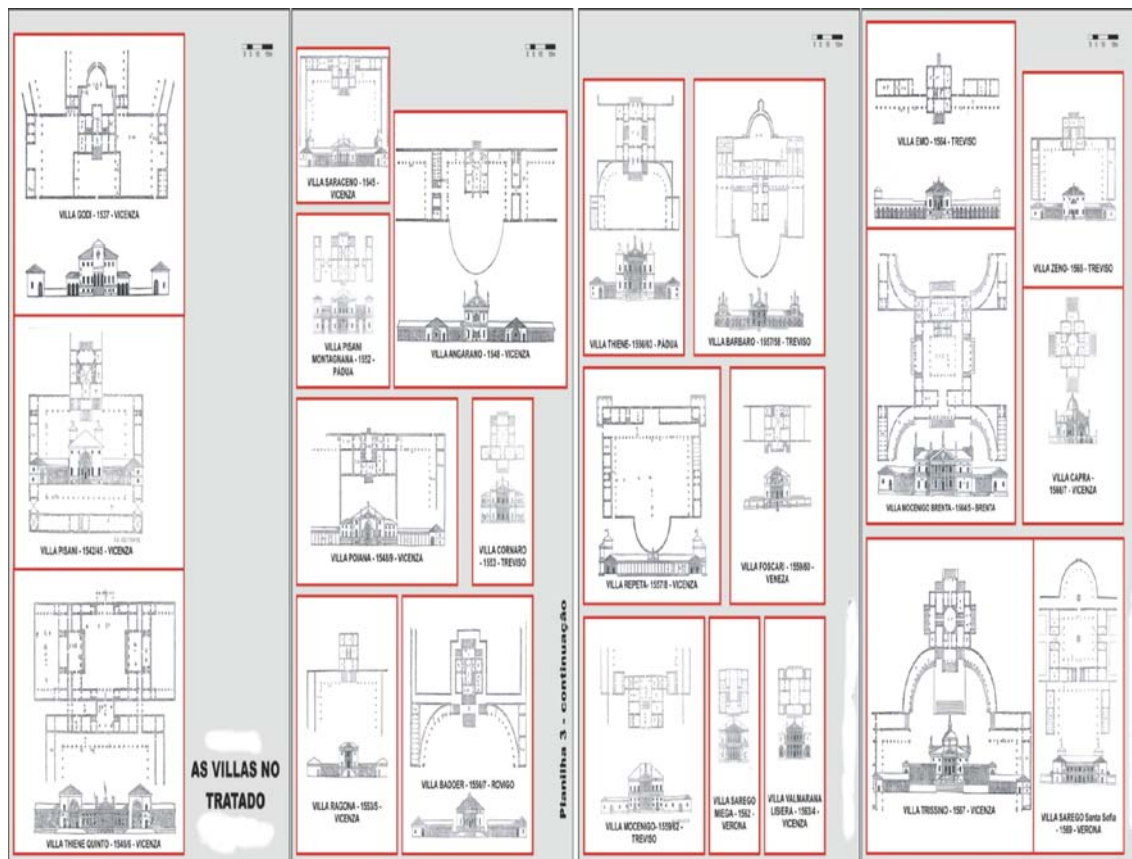 VILLA GODI - 1537 - VICENZA
VILLA PISANI - 1542/45 - VICENZA
VILLA THIENE QUINTO - 1545/6 - VICENZA
AS VILLAS NO
TRATADO
VILLA SARACENO - 1545 -
VICENZA
VILLA PISANI
MONTAGNANA - 1552 -
PÁDUA
VILLA ANGARANO - 1548 - VICENZA
VILLA POIANA - 1548/9 - VICENZA
VILLA CORNARO
- 1553 - TREVISO
VILLA RAGONA - 1553/5 -
VICENZA
VILLA BADOER - 1556/7 - ROVIGO
Planilha 3 - continuação
VILLA THIENE - 1556/63 - PÁDUA
VILLA BARBARO - 1557/58 - TREVISO
VILLA REPETA - 1557/8 - VICENZA
VILLA FOSCARI - 1559/60 -
VENEZA
VILLA MOCENIGO - 1559/62 -
TREVISO
VILLA SAREGO
MIEGA - 1562 -
VERONA
VILLA VALMARANA
LISIERA - 1563/4 -
VICENZA
VILLA EMO - 1564 - TREVISO
VILLA ZENO - 1565 - TREVISO
VILLA MOCENIGO BRENTA - 1564/5 - BRENTA
VILLA CAPRA -
1566/7 - VICENZA
VILLA TRISSINO - 1567 - VICENZA
VILLA SAREGO Santa Sofia
- 1569 - VERONA